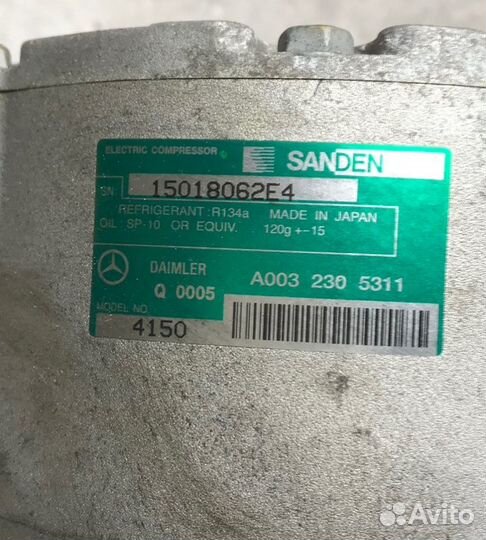 ELECTRIC COMPRESSOR SANDEN
SN 15018062E4
REFRIGERANT : R134a MADE IN JAPAN
OIL : SP-10 OR EQUIV. 120g +-15
DAIMLER A003 230 5311
Q 0005
MODEL NO.
4150
Avito